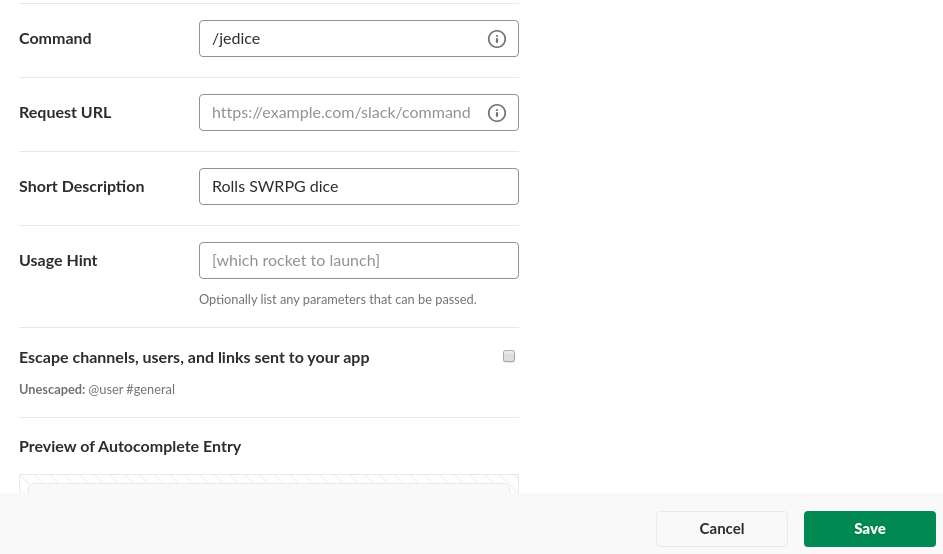 Command
/jedice
Request URL
https://example.com/slack/command
Short Description
Rolls SWRPG dice
Usage Hint
[which rocket to launch]
Optionally list any parameters that can be passed.
Escape channels, users, and links sent to your app
Unescaped: @user #general
Preview of Autocomplete Entry
Cancel
Save